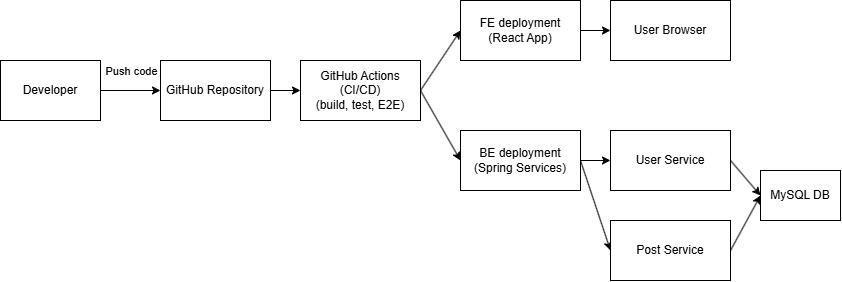 Developer
Push code
GitHub Repository
GitHub Actions
(CI/CD)
(build, test, E2E)
FE deployment
(React App)
User Browser
BE deployment
(Spring Services)
User Service
Post Service
MySQL DB